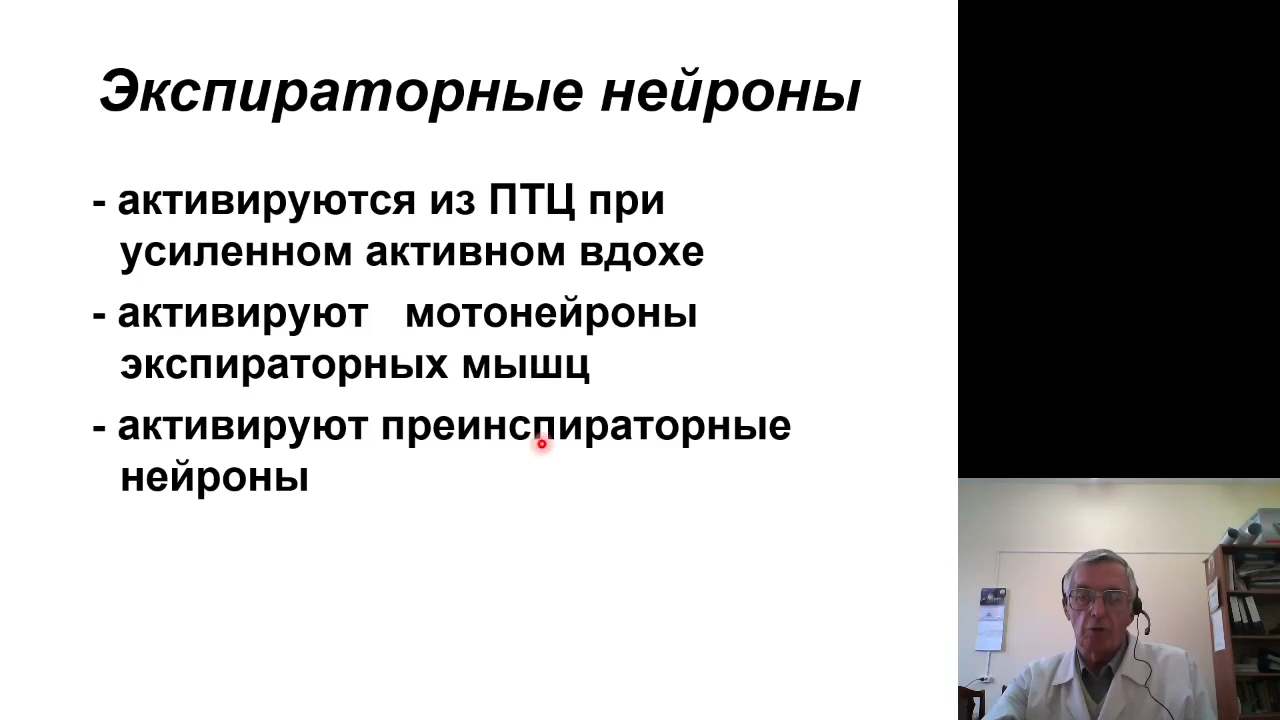 Экспираторные нейроны
- активируются из ПТЦ при
усиленном активном вдохе
- активируют мотонейроны
экспираторных мышц
- активируют преинспираторные
нейроны